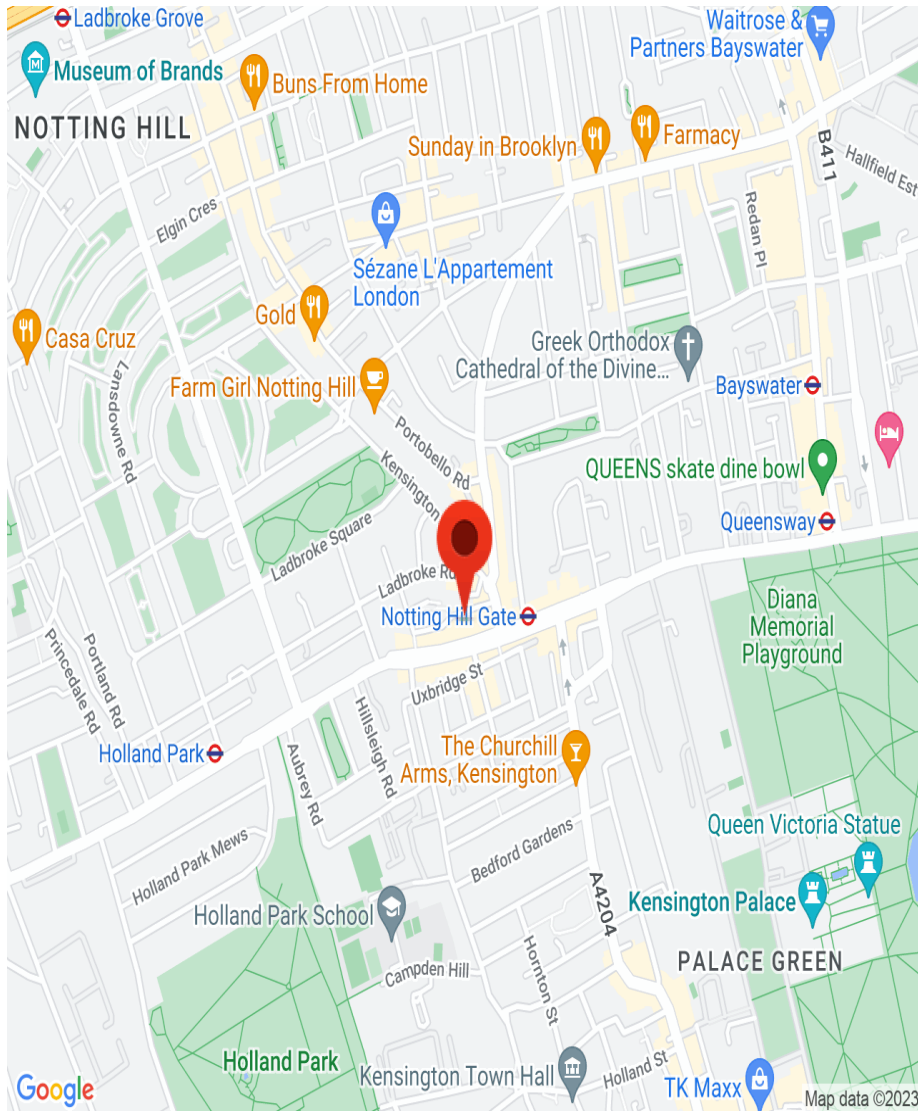 Ladbroke Grove
Waitrose &
Partners Bayswater
Museum of Brands
Buns From Home
NOTTING HILL
Sunday in Brooklyn
Farmacy
B411
Hallfield Est
Elgin Cres
Redan Pl
Sézane L'Appartement
London
Gold
Casa Cruz
Greek Orthodox
Cathedral of the Divine...
Lansdowne Rd
Farm Girl Notting Hill
Bayswater
Portobello Rd
Kensington
QUEENS skate dine bowl
Queensway
Ladbroke Square
Ladbroke Rd
Notting Hill Gate
Diana
Memorial
Playground
Princedale Rd
Portland Rd
Uxbridge St
Hillsleigh Rd
Holland Park
Aubrey Rd
The Churchill
Arms, Kensington
Queen Victoria Statue
Holland Park Mews
Bedford Gardens
A4204
Kensington Palace
Holland Park School
Hornton St
PALACE GREEN
Campden Hill
Holland Park
Kensington Town Hall
Holland St
TK Maxx
Google
Map data ©2023